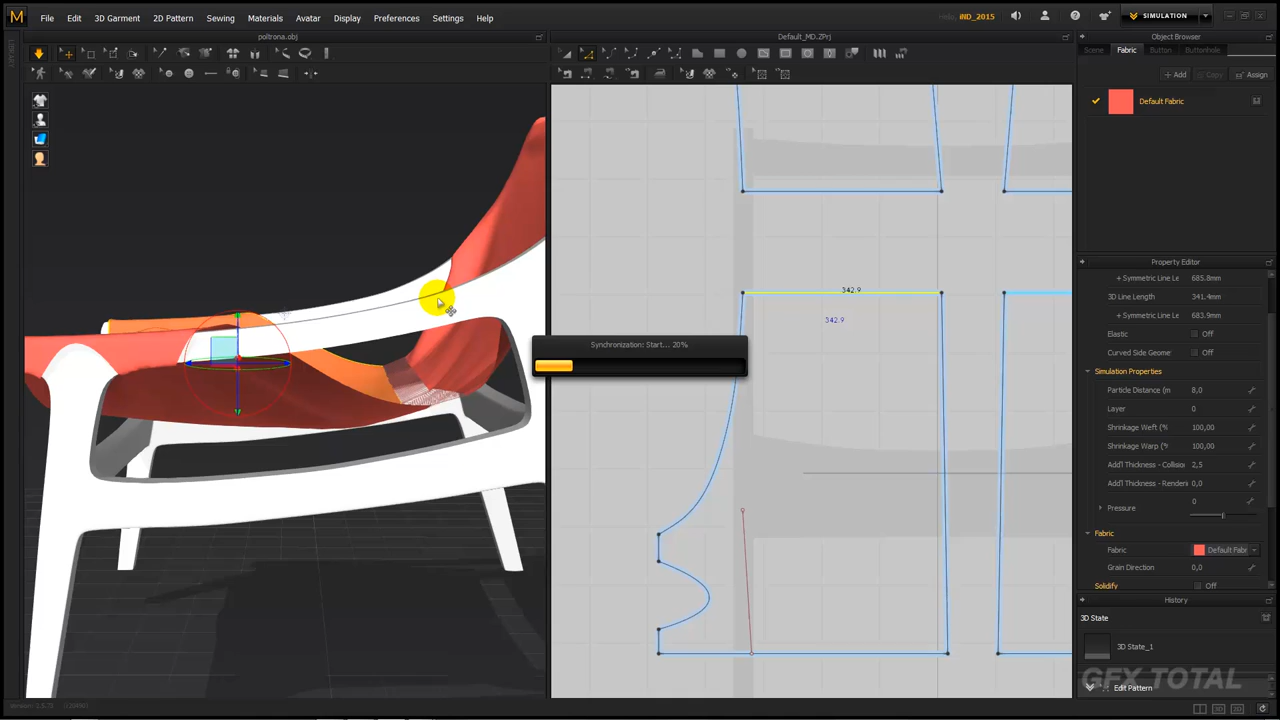 M File Edit 3D Garment 2D Pattern Sewing Materials Avatar Display Preferences Settings Help
Hello, iND_2015 SIMULATION
poltrona.obj Default_MD.ZPrj Object Browser
LIBRARY Scene Fabric Button Buttonhole
+ Add Copy Assign
Default Fabric
Property Editor
+ Symmetric Line Le 685.8mm
342.9
3D Line Length 341.4mm
342.9
+ Symmetric Line Le 683.9mm
Elastic Off
Synchronization: Start... 20%
Curved Side Geome Off
Simulation Properties
Particle Distance (m 8,0
Layer 0
Shrinkage Weft (% 100,00
Shrinkage Warp (% 100,00
Add'l Thickness - Collisio 2,5
Add'l Thickness - Renderi 0,0
0
Pressure
Fabric
Fabric Default Fabr
Grain Direction 0,0
Solidify Off
History
3D State
3D State_1
GFX TOTAL
Edit Pattern
3D 2D